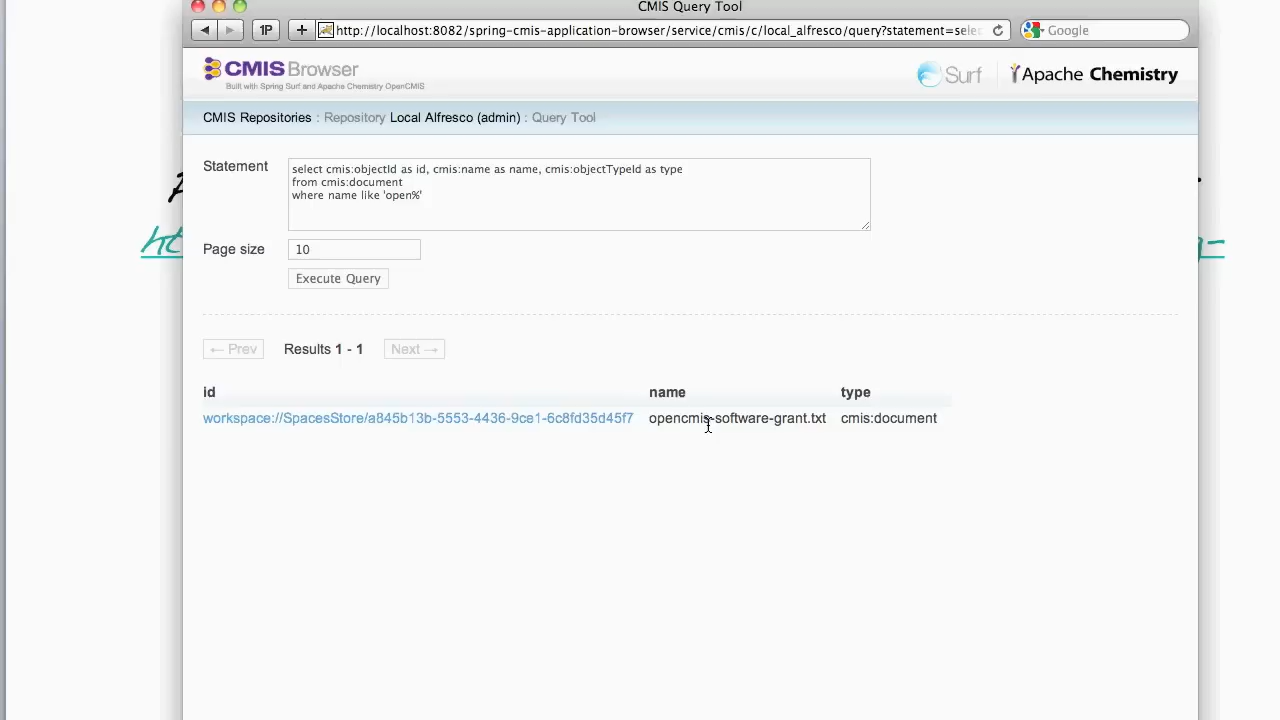 CMIS Query Tool
1P
+
http://localhost:8082/spring-cmis-application-browser/service/cmis/c/local_alfresco/query?statement=selec
Google
CMIS Browser
Built with Spring Surf and Apache Chemistry OpenCMIS
Surf
Apache Chemistry
CMIS Repositories : Repository Local Alfresco (admin) : Query Tool
Statement
select cmis:objectId as id, cmis:name as name, cmis:objectTypeId as type
from cmis:document
where name like 'open%'
Page size
10
Execute Query
← Prev
Results 1 - 1
Next →
id name type
workspace://SpacesStore/a845b13b-5553-4436-9ce1-6c8fd35d45f7 opencmis-software-grant.txt cmis:document